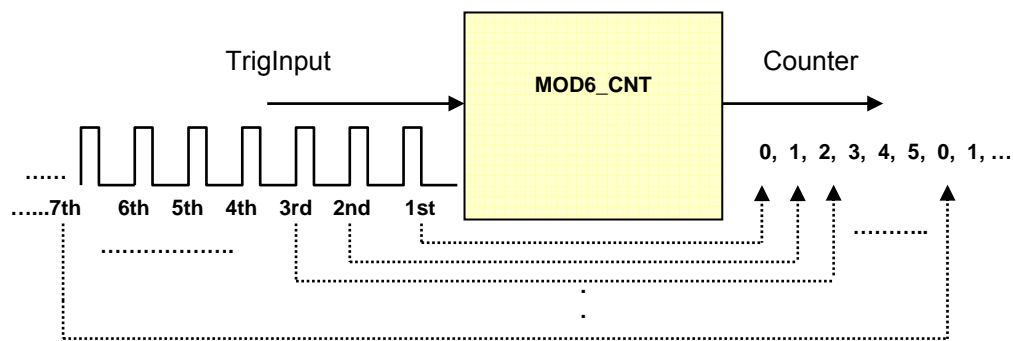 TrigInput
MOD6_CNT
Counter
0, 1, 2, 3, 4, 5, 0, 1, ...
......
......7th 6th 5th 4th 3rd 2nd 1st
..................
...........
.
.